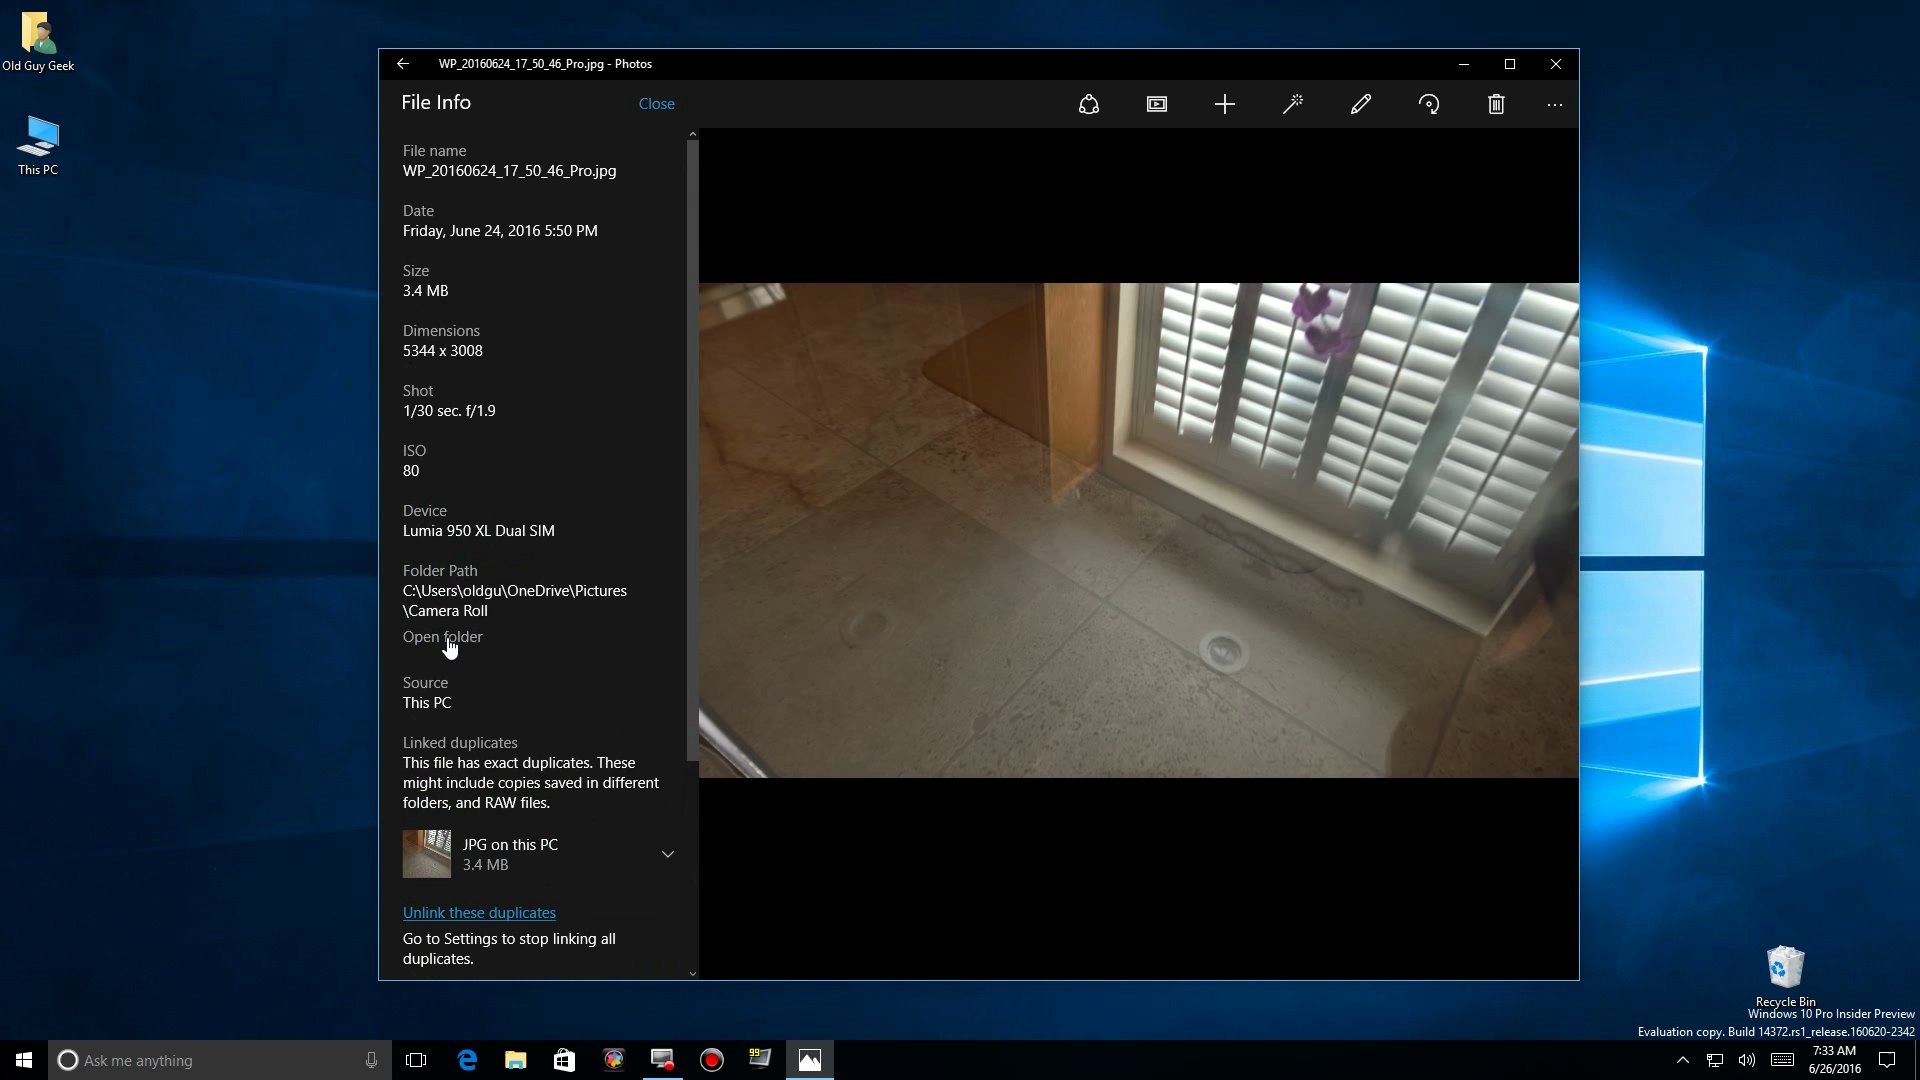 Old Guy Geek
This PC
WP_20160624_17_50_46_Pro.jpg - Photos
File Info
Close
File name
WP_20160624_17_50_46_Pro.jpg
Date
Friday, June 24, 2016 5:50 PM
Size
3.4 MB
Dimensions
5344 x 3008
Shot
1/30 sec. f/1.9
ISO
80
Device
Lumia 950 XL Dual SIM
Folder Path
C:\Users\oldgu\OneDrive\Pictures
\Camera Roll
Open folder
Source
This PC
Linked duplicates
This file has exact duplicates. These
might include copies saved in different
folders, and RAW files.
JPG on this PC
3.4 MB
Unlink these duplicates
Go to Settings to stop linking all
duplicates.
Recycle Bin
Windows 10 Pro Insider Preview
Evaluation copy. Build 14372.rs1_release.160620-2342
Ask me anything
99
7:33 AM
6/26/2016